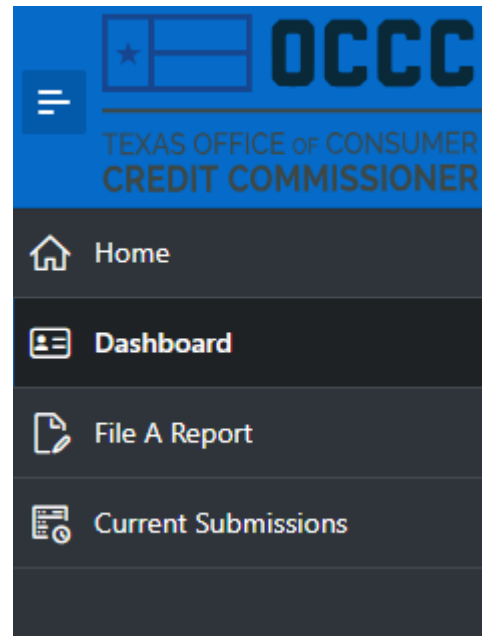 OCCC
TEXAS OFFICE OF CONSUMER
CREDIT COMMISSIONER
Home
Dashboard
File A Report
Current Submissions